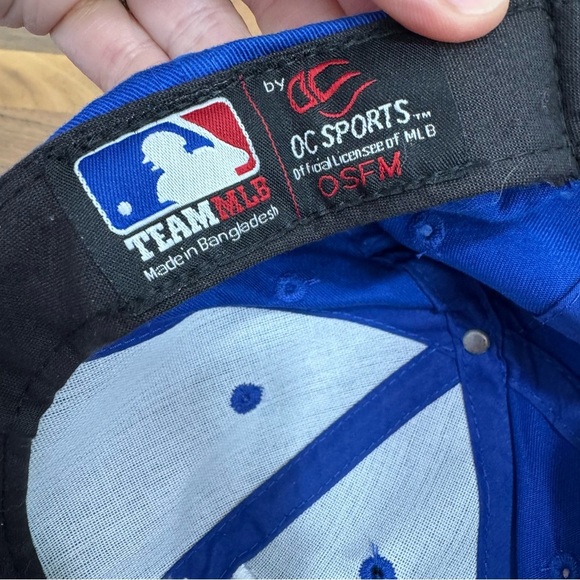 TEAM MLB
Made in Bangladesh
by
OC SPORTS™
Official Licensee of MLB
OSFM